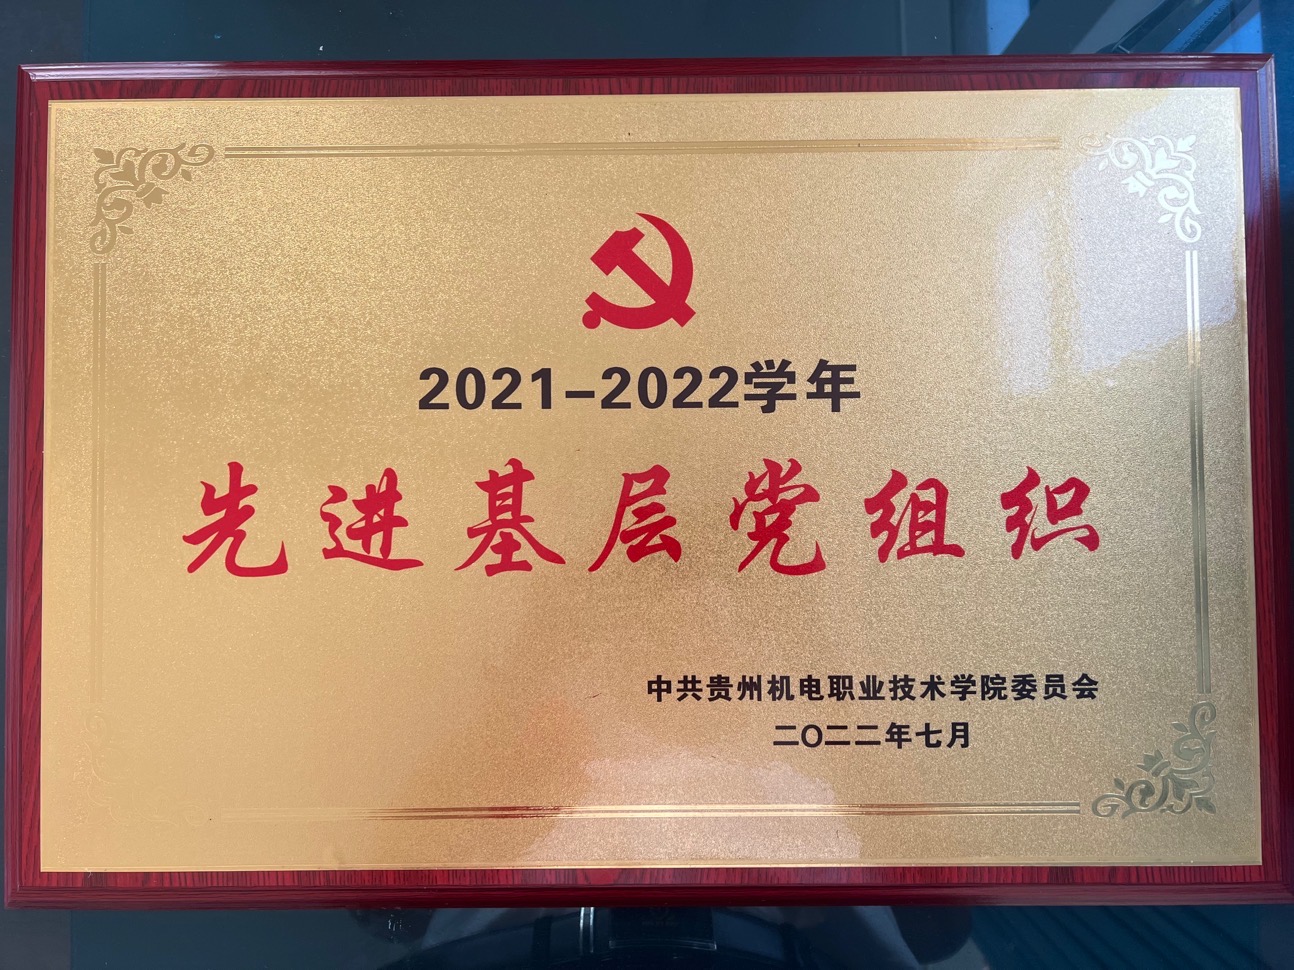 2021-2022学年
先进基层党组织
中共贵州机电职业技术学院委员会
二〇二二年七月